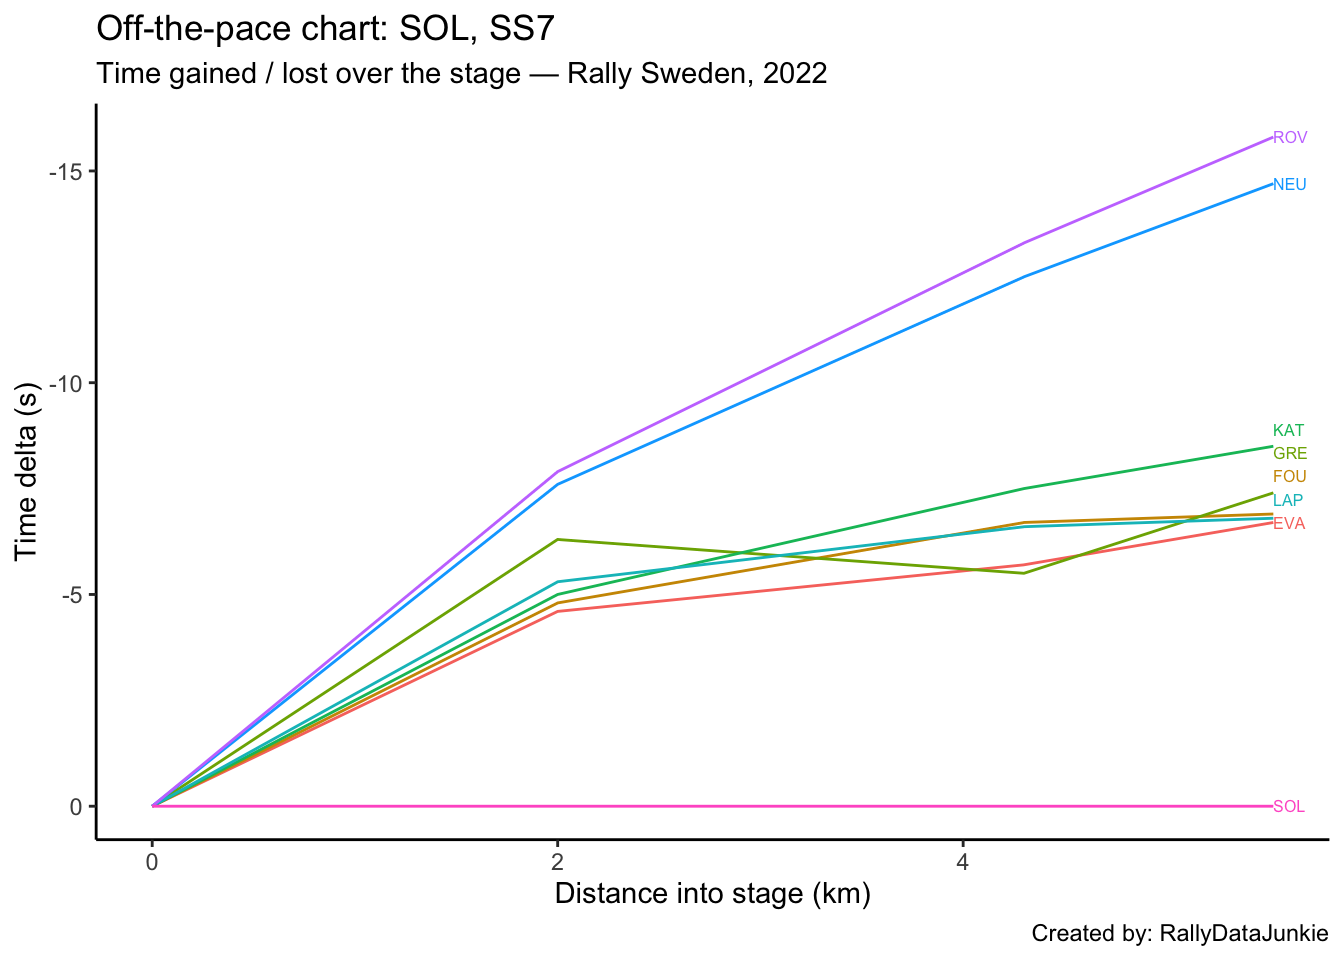 Off-the-pace chart: SOL, SS7
Time gained / lost over the stage — Rally Sweden, 2022
Time delta (s)
-15
-10
-5
0
ROV
NEU
KAT
GRE
FOU
LAP
EVA
SOL
0 2 4
Distance into stage (km)
Created by: RallyDataJunkie